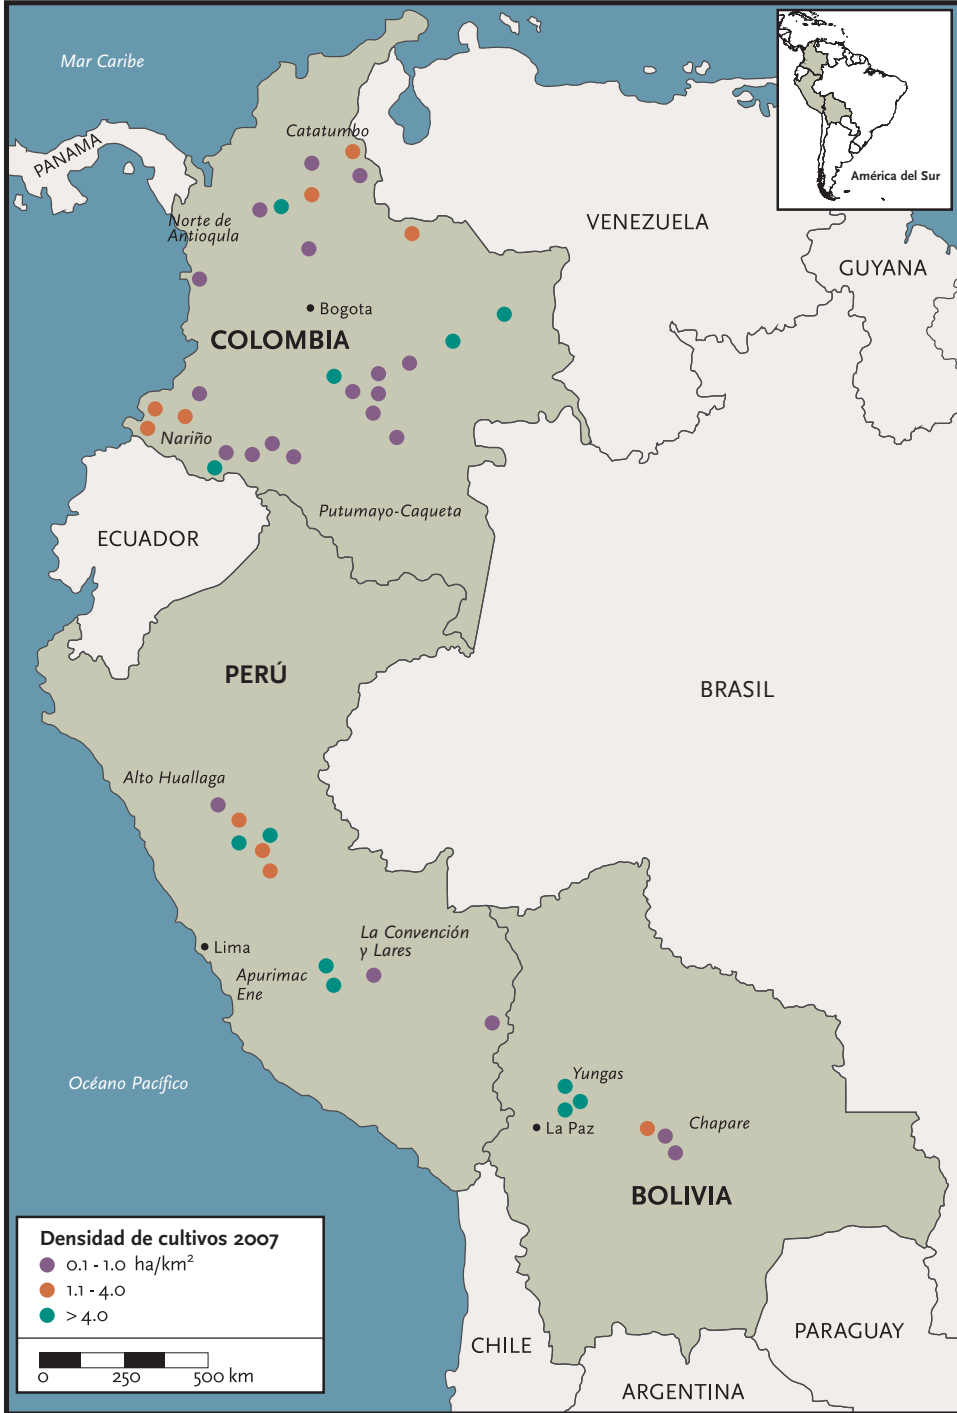 Mar Caribe
América del Sur
PANAMA
Catatumbo
Norte de
Antioqula
VENEZUELA
GUYANA
Bogota
COLOMBIA
Nariño
Putumayo-Caqueta
ECUADOR
PERÚ
BRASIL
Alto Huallaga
Lima
La Convención
y Lares
Apurimac
Ene
Océano Pacífico
Yungas
La Paz
Chapare
BOLIVIA
Densidad de cultivos 2007
0.1 - 1.0 ha/km²
1.1 - 4.0
> 4.0
0 250 500 km
CHILE
PARAGUAY
ARGENTINA